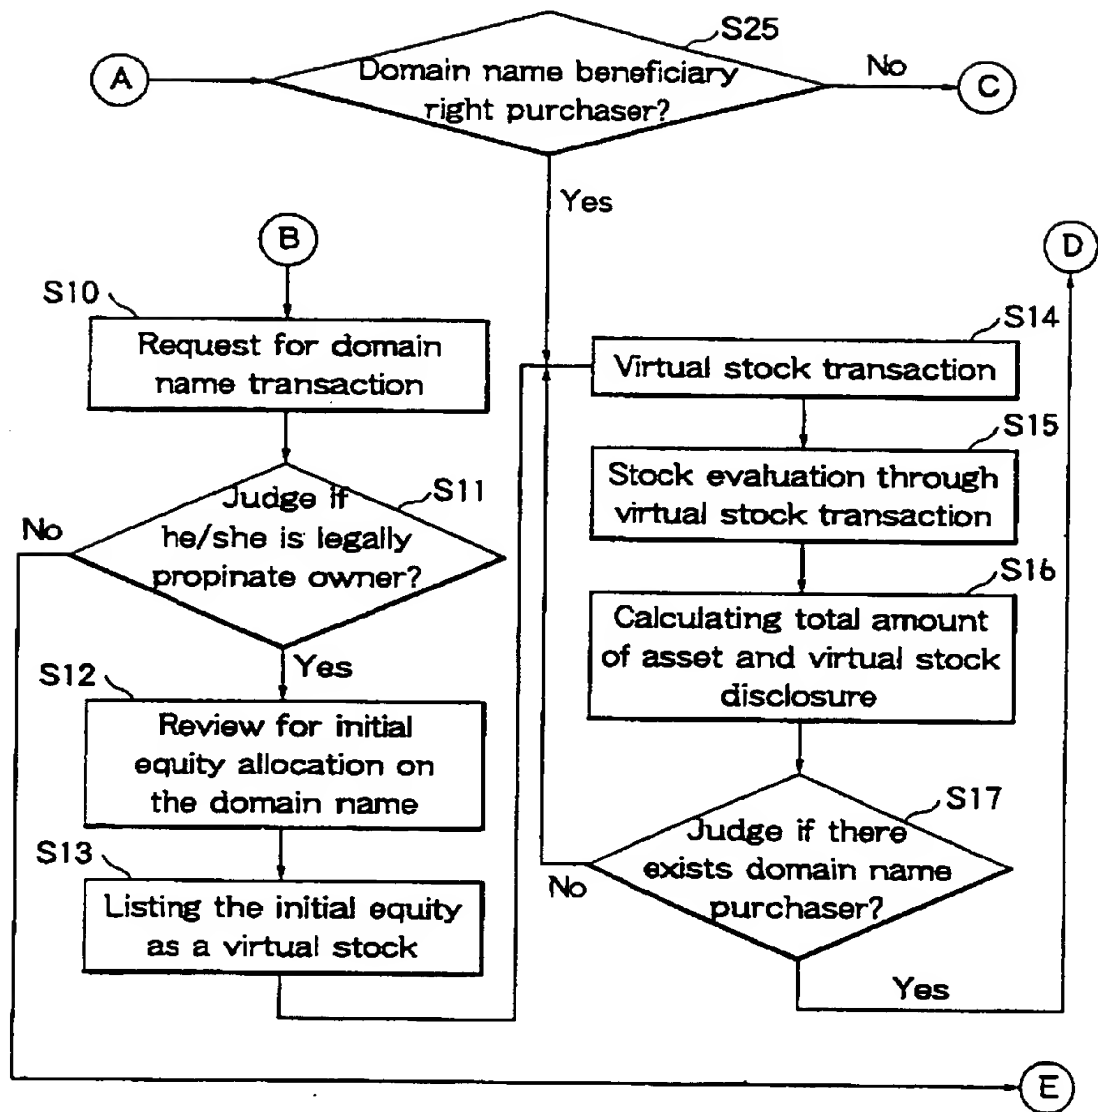 S25
A
Domain name beneficiary
right purchaser?
No
C
Yes
B
D
S10
Request for domain
name transaction
S14
Virtual stock transaction
S15
Stock evaluation through
virtual stock transaction
No
S11
Judge if
he/she is legally
propinate owner?
Yes
S16
Calculating total amount
of asset and virtual stock
disclosure
S12
Review for initial
equity allocation on
the domain name
S17
Judge if there
exists domain name
purchaser?
No
Yes
S13
Listing the initial equity
as a virtual stock
E